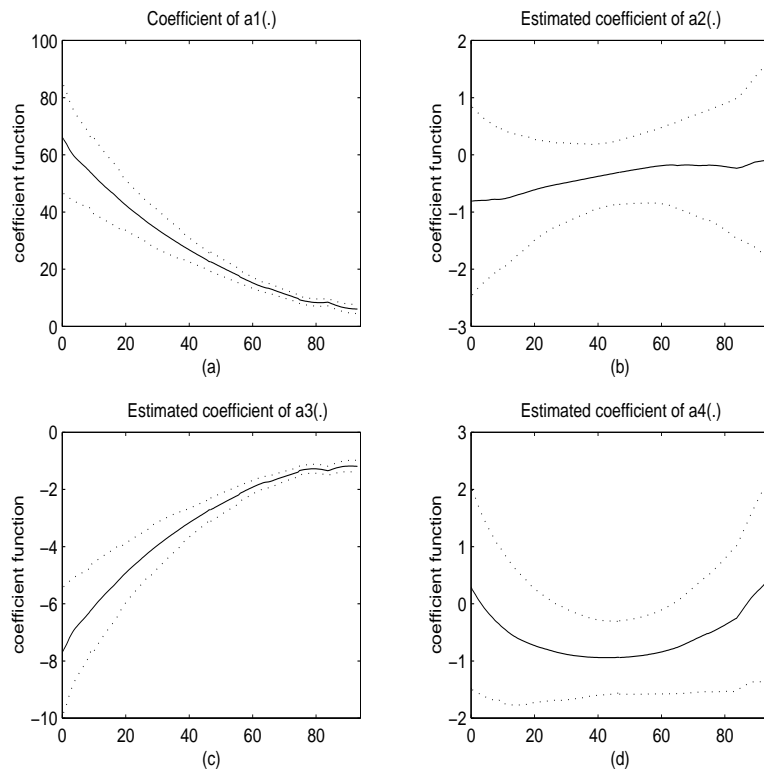 Coefficient of a1(.)
100
80
60
40
20
0
coefficient function
0 20 40 60 80
(a)
Estimated coefficient of a2(.)
2
1
0
−1
−2
−3
coefficient function
0 20 40 60 80
(b)
Estimated coefficient of a3(.)
0
−2
−4
−6
−8
−10
coefficient function
0 20 40 60 80
(c)
Estimated coefficient of a4(.)
3
2
1
0
−1
−2
coefficient function
0 20 40 60 80
(d)